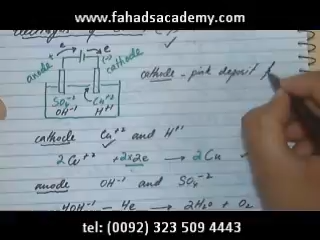 www.fahadsacademy.com
e e
anode + (-) cathode
cathode - pink deposit
SO4-2 Cu+2
OH-1 H+1
cathode Cu+2 and H+1
2Cu+2 + 2x2e → 2Cu
anode OH-1 and SO4-2
4OH-1 - 4e → 2H2O + O2
tel: (0092) 323 509 4443